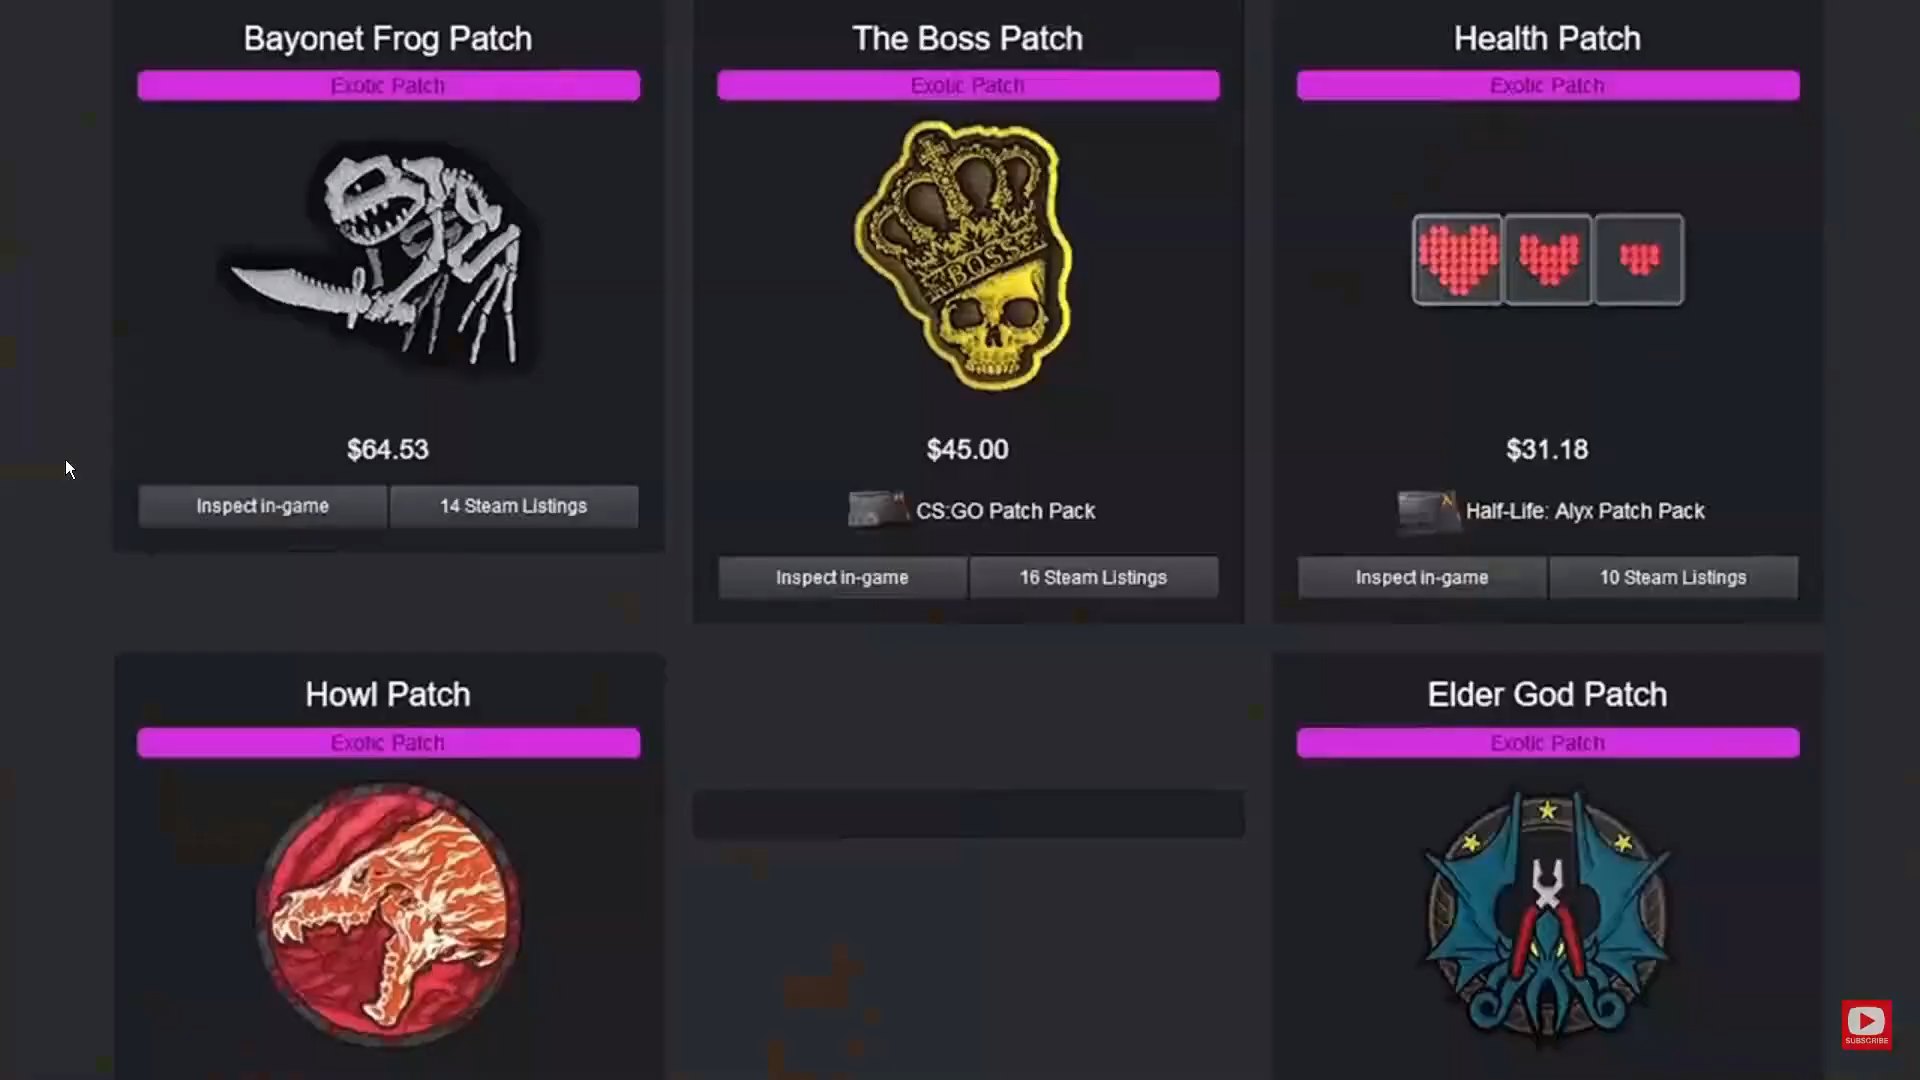 Bayonet Frog Patch
Exotic Patch
$64.53
Inspect in-game
14 Steam Listings
The Boss Patch
Exotic Patch
BOSS
$45.00
CS:GO Patch Pack
Inspect in-game
16 Steam Listings
Health Patch
Exotic Patch
$31.18
Half-Life: Alyx Patch Pack
Inspect in-game
10 Steam Listings
Howl Patch
Exotic Patch
Elder God Patch
Exotic Patch
SUBSCRIBE